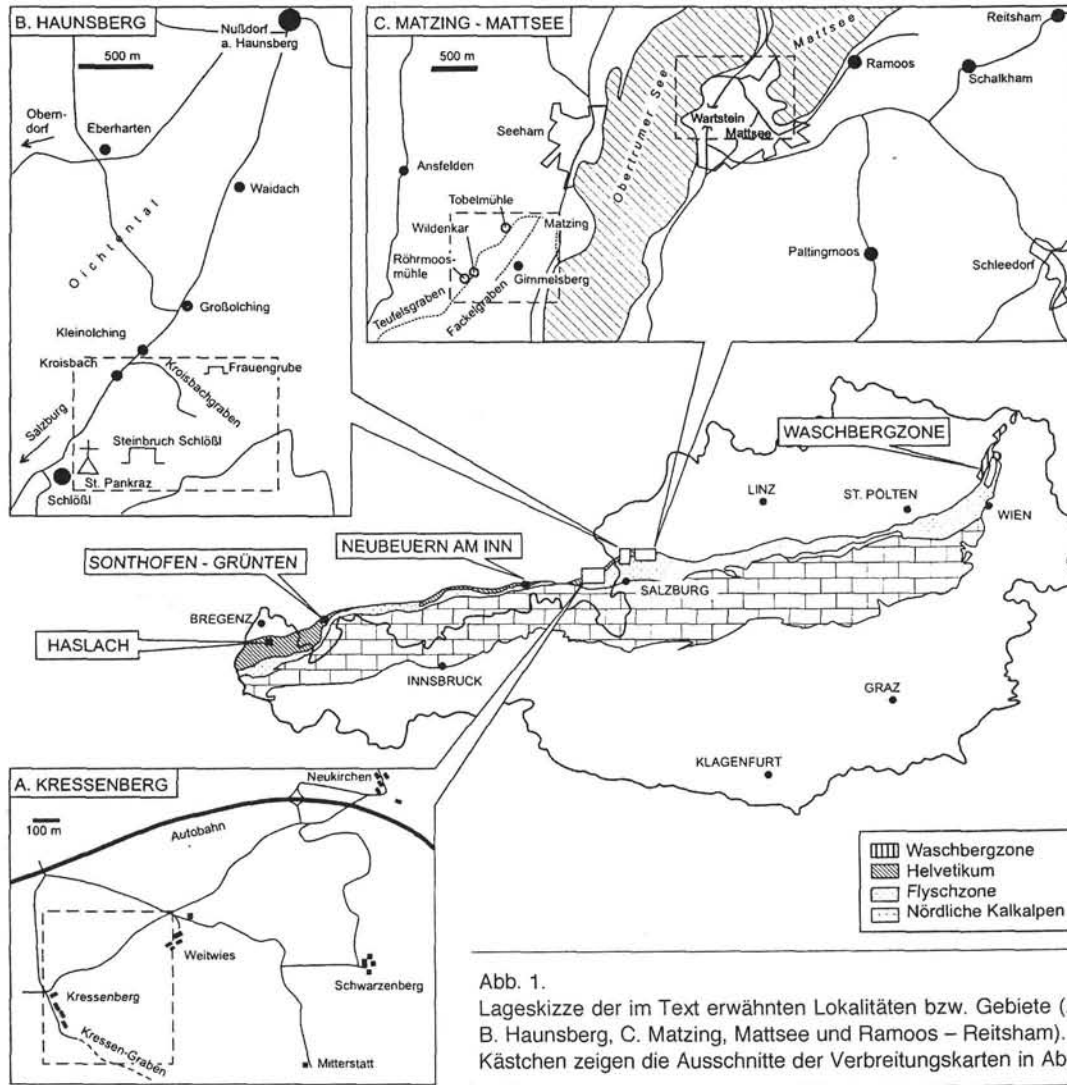 B. HAUNSBERG
500 m
Nußdorf
a. Haunsberg
Obern-
dorf
Eberharten
Waidach
Oichtental
Großolching
Kleinolching
Kroisbach
Kroisbachgraben
Frauengrube
Salzburg
Steinbruch Schlößl
St. Pankraz
Schlößl
C. MATZING - MATTSEE
500 m
Mattsee
Reitsham
Ramoos
Schalkham
Obertrumer See
Wartstein
Mattsee
Seeham
Ansfelden
Tobelmühle
Wildenkar
Matzing
Röhrmoos-
mühle
Gimmelsberg
Teufelsgraben
Fackelgraben
Paltingmoos
Schleedorf
WASCHBERGZONE
LINZ
ST. PÖLTEN
WIEN
NEUBEUERN AM INN
SONTHOFEN - GRÜNTEN
SALZBURG
BREGENZ
HASLACH
INNSBRUCK
GRAZ
KLAGENFURT
A. KRESSENBERG
100 m
Neukirchen
Autobahn
Weitwies
Schwarzenberg
Kressenberg
Kressen-Graben
Mitterstatt
Waschbergzone
Helvetikum
Flyschzone
Nördliche Kalkalpen
Abb. 1.
Lageskizze der im Text erwähnten Lokalitäten bzw. Gebiete (
B. Haunsberg, C. Matzing, Mattsee und Ramoos – Reitsham).
Kästchen zeigen die Ausschnitte der Verbreitungskarten in Ab